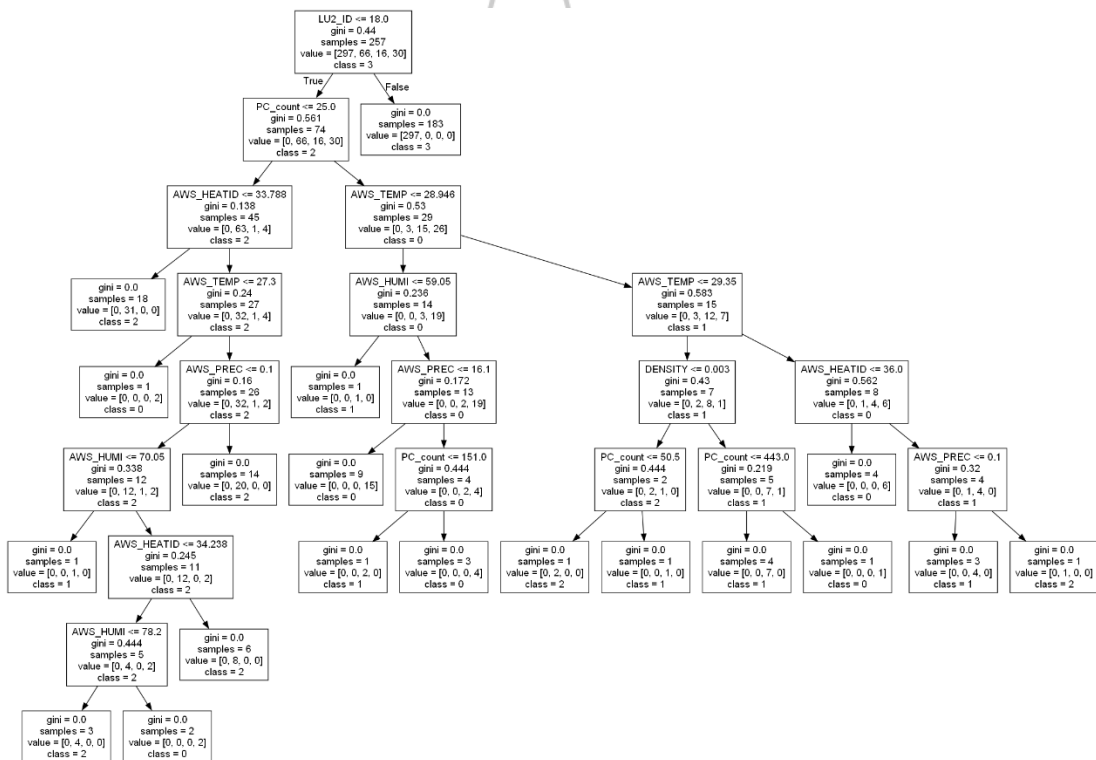 LU2_ID <= 18.0
gini = 0.44
samples = 257
value = [297, 66, 16, 30]
class = 3
True
False
PC_count <= 25.0
gini = 0.561
samples = 74
value = [0, 66, 16, 30]
class = 2
gini = 0.0
samples = 183
value = [297, 0, 0, 0]
class = 3
AWS_HEATID <= 33.788
gini = 0.138
samples = 45
value = [0, 63, 1, 4]
class = 2
AWS_TEMP <= 28.946
gini = 0.53
samples = 29
value = [0, 3, 15, 26]
class = 0
gini = 0.0
samples = 18
value = [0, 31, 0, 0]
class = 2
AWS_TEMP <= 27.3
gini = 0.24
samples = 27
value = [0, 32, 1, 4]
class = 2
AWS_HUMI <= 59.05
gini = 0.236
samples = 14
value = [0, 0, 3, 19]
class = 0
AWS_TEMP <= 29.35
gini = 0.583
samples = 15
value = [0, 3, 12, 7]
class = 1
gini = 0.0
samples = 1
value = [0, 0, 0, 2]
class = 0
AWS_PREC <= 0.1
gini = 0.16
samples = 26
value = [0, 32, 1, 2]
class = 2
gini = 0.0
samples = 1
value = [0, 0, 1, 0]
class = 1
AWS_PREC <= 16.1
gini = 0.172
samples = 13
value = [0, 0, 2, 19]
class = 0
DENSITY <= 0.003
gini = 0.43
samples = 7
value = [0, 2, 8, 1]
class = 1
AWS_HEATID <= 36.0
gini = 0.562
samples = 8
value = [0, 1, 4, 6]
class = 0
AWS_HUMI <= 70.05
gini = 0.338
samples = 12
value = [0, 12, 1, 2]
class = 2
gini = 0.0
samples = 14
value = [0, 20, 0, 0]
class = 2
gini = 0.0
samples = 9
value = [0, 0, 0, 15]
class = 0
PC_count <= 151.0
gini = 0.444
samples = 4
value = [0, 0, 2, 4]
class = 0
PC_count <= 50.5
gini = 0.444
samples = 2
value = [0, 2, 1, 0]
class = 2
PC_count <= 443.0
gini = 0.219
samples = 5
value = [0, 0, 7, 1]
class = 1
gini = 0.0
samples = 4
value = [0, 0, 0, 6]
class = 0
AWS_PREC <= 0.1
gini = 0.32
samples = 4
value = [0, 1, 4, 0]
class = 1
gini = 0.0
samples = 1
value = [0, 0, 1, 0]
class = 1
AWS_HEATID <= 34.238
gini = 0.245
samples = 11
value = [0, 12, 0, 2]
class = 2
gini = 0.0
samples = 1
value = [0, 0, 2, 0]
class = 1
gini = 0.0
samples = 3
value = [0, 0, 0, 4]
class = 0
gini = 0.0
samples = 1
value = [0, 2, 0, 0]
class = 2
gini = 0.0
samples = 1
value = [0, 0, 1, 0]
class = 1
gini = 0.0
samples = 4
value = [0, 0, 7, 0]
class = 1
gini = 0.0
samples = 1
value = [0, 0, 0, 1]
class = 0
gini = 0.0
samples = 3
value = [0, 0, 4, 0]
class = 1
gini = 0.0
samples = 1
value = [0, 1, 0, 0]
class = 2
AWS_HUMI <= 78.2
gini = 0.444
samples = 5
value = [0, 4, 0, 2]
class = 2
gini = 0.0
samples = 6
value = [0, 8, 0, 0]
class = 2
gini = 0.0
samples = 3
value = [0, 4, 0, 0]
class = 2
gini = 0.0
samples = 2
value = [0, 0, 0, 2]
class = 0